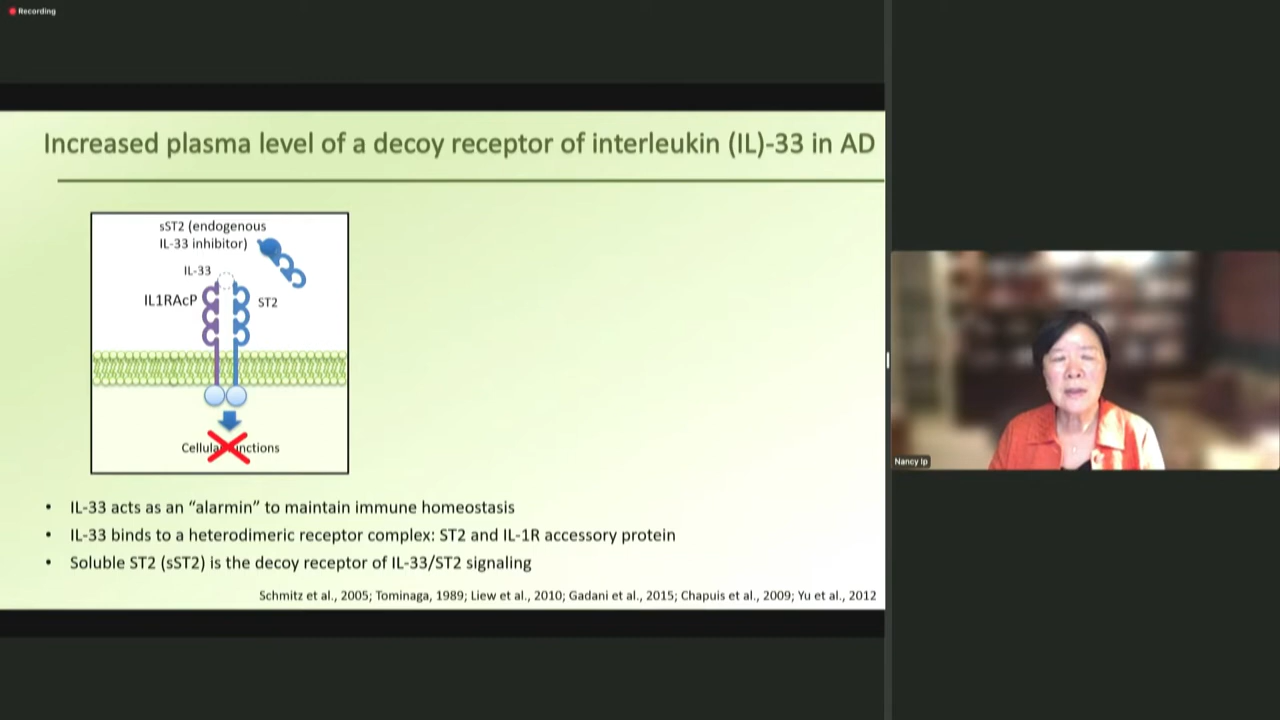 Recording
Increased plasma level of a decoy receptor of interleukin (IL)-33 in AD
sST2 (endogenous
IL-33 inhibitor)
IL-33
IL1RAcP
ST2
Cellular functions
• IL-33 acts as an “alarmin” to maintain immune homeostasis
• IL-33 binds to a heterodimeric receptor complex: ST2 and IL-1R accessory protein
• Soluble ST2 (sST2) is the decoy receptor of IL-33/ST2 signaling
Schmitz et al., 2005; Tominaga, 1989; Liew et al., 2010; Gadani et al., 2015; Chapuis et al., 2009; Yu et al., 2012
Nancy Ip